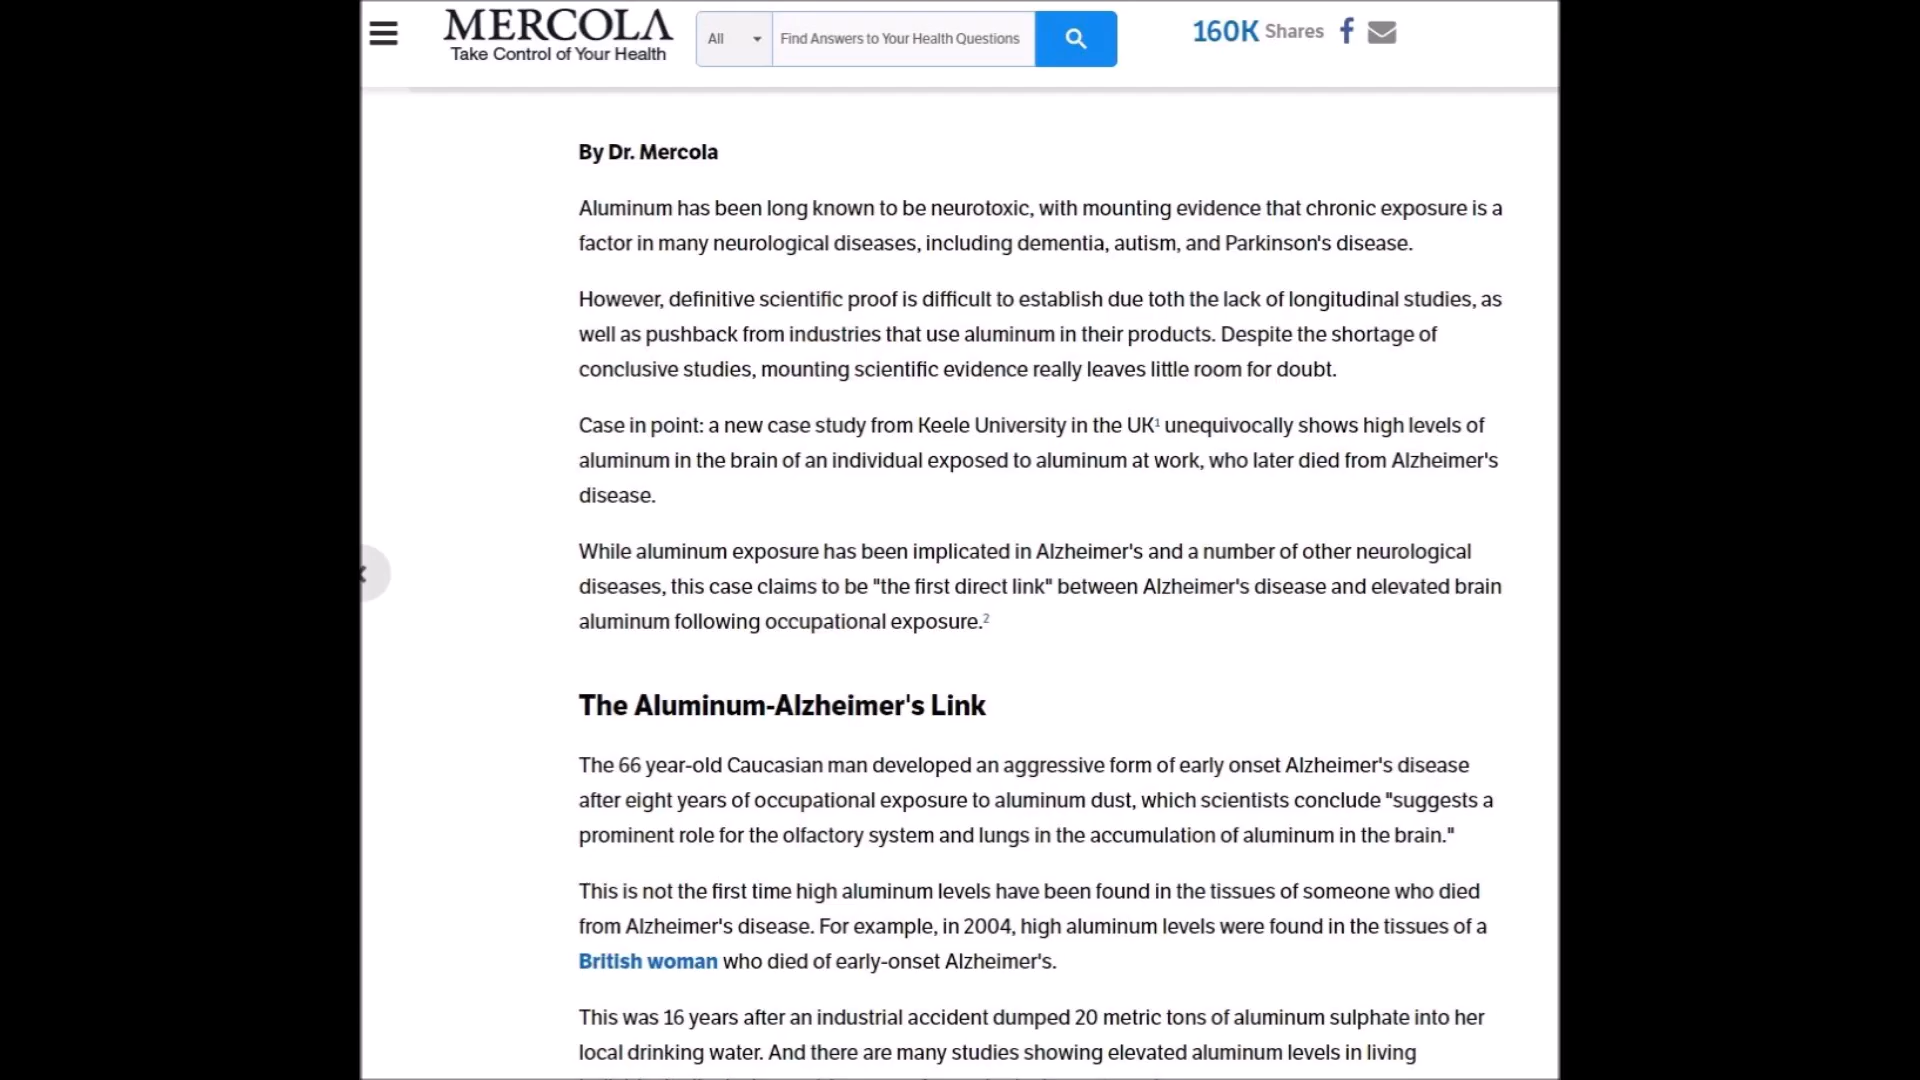 MERCOLA
Take Control of Your Health
All
Find Answers to Your Health Questions
160K Shares
By Dr. Mercola
Aluminum has been long known to be neurotoxic, with mounting evidence that chronic exposure is a
factor in many neurological diseases, including dementia, autism, and Parkinson's disease.
However, definitive scientific proof is difficult to establish due toth the lack of longitudinal studies, as
well as pushback from industries that use aluminum in their products. Despite the shortage of
conclusive studies, mounting scientific evidence really leaves little room for doubt.
Case in point: a new case study from Keele University in the UK¹ unequivocally shows high levels of
aluminum in the brain of an individual exposed to aluminum at work, who later died from Alzheimer's
disease.
While aluminum exposure has been implicated in Alzheimer's and a number of other neurological
diseases, this case claims to be "the first direct link" between Alzheimer's disease and elevated brain
aluminum following occupational exposure.²
The Aluminum-Alzheimer's Link
The 66 year-old Caucasian man developed an aggressive form of early onset Alzheimer's disease
after eight years of occupational exposure to aluminum dust, which scientists conclude "suggests a
prominent role for the olfactory system and lungs in the accumulation of aluminum in the brain."
This is not the first time high aluminum levels have been found in the tissues of someone who died
from Alzheimer's disease. For example, in 2004, high aluminum levels were found in the tissues of a
British woman who died of early-onset Alzheimer's.
This was 16 years after an industrial accident dumped 20 metric tons of aluminum sulphate into her
local drinking water. And there are many studies showing elevated aluminum levels in living